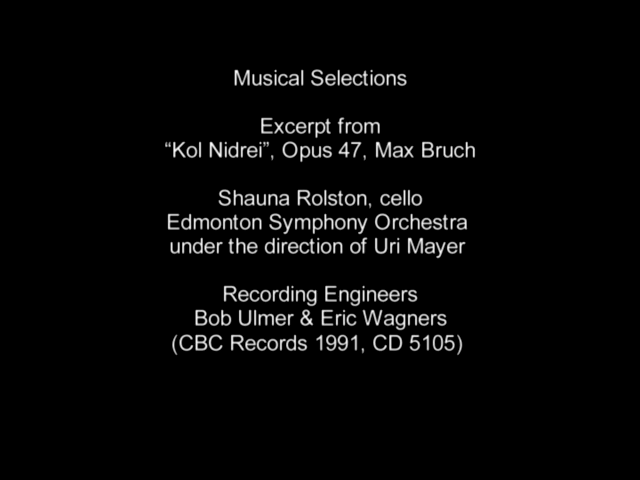 Musical Selections
Excerpt from
“Kol Nidrei”, Opus 47, Max Bruch
Shauna Rolston, cello
Edmonton Symphony Orchestra
under the direction of Uri Mayer
Recording Engineers
Bob Ulmer & Eric Wagners
(CBC Records 1991, CD 5105)